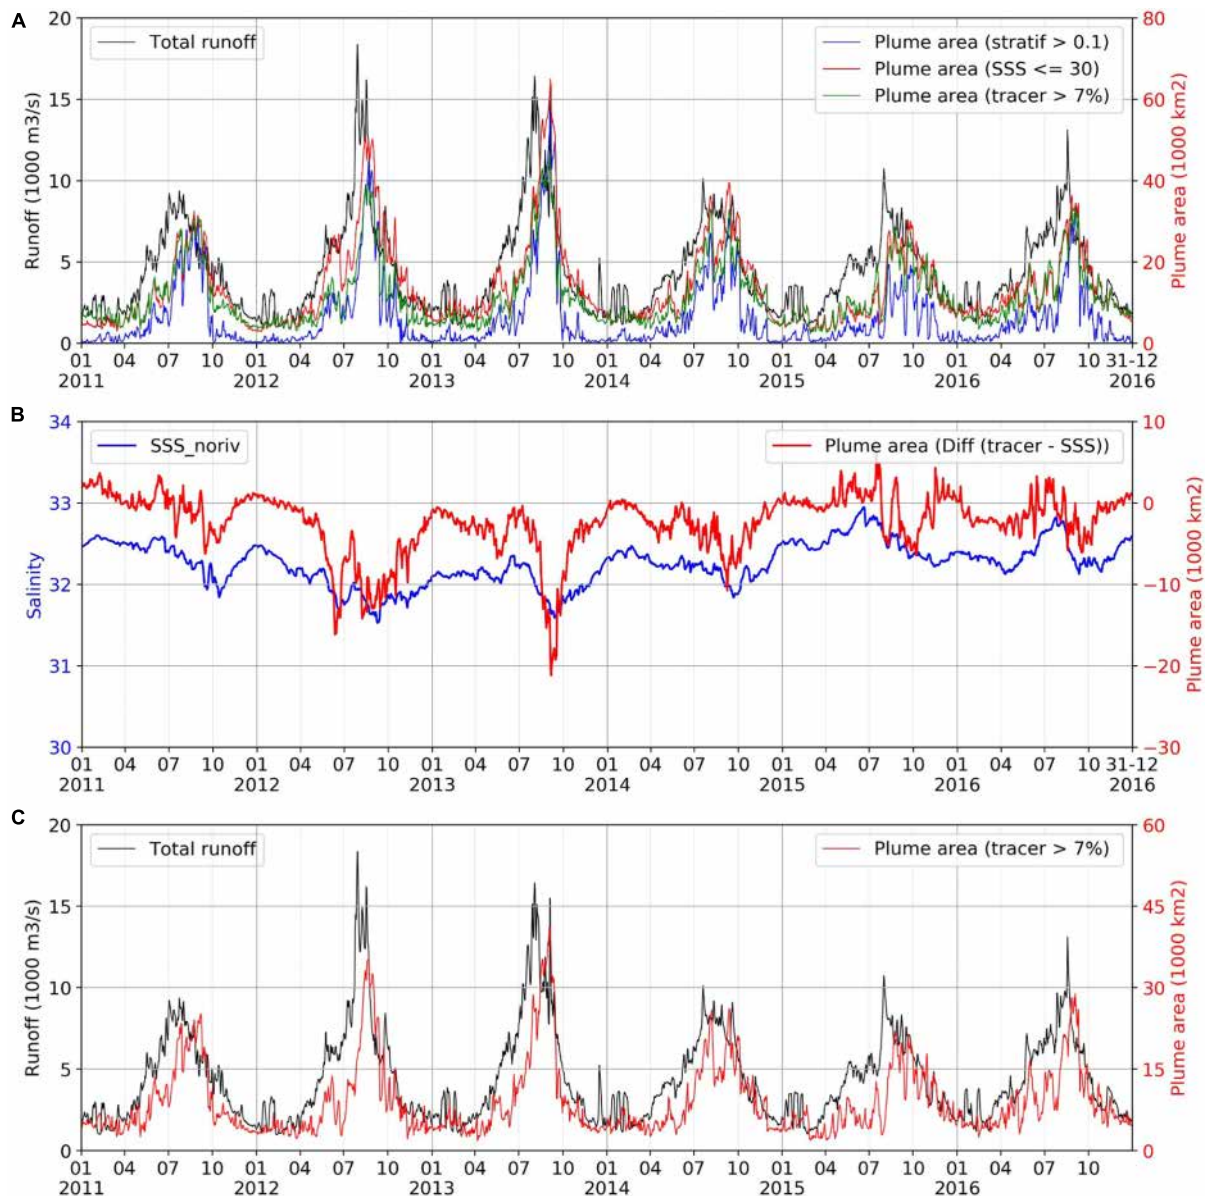 A
Total runoff
Plume area (stratif > 0.1)
Plume area (SSS <= 30)
Plume area (tracer > 7%)
Runoff (1000 m3/s)
20
15
10
5
0
Plume area (1000 km2)
80
60
40
20
0
01 04 07 10 01 04 07 10 01 04 07 10 01 04 07 10 01 04 07 10 01 04 07 10 31-12
2011 2012 2013 2014 2015 2016 2016
B
SSS_noriv
Plume area (Diff (tracer - SSS))
Salinity
34
33
32
31
30
Plume area (1000 km2)
10
0
−10
−20
−30
01 04 07 10 01 04 07 10 01 04 07 10 01 04 07 10 01 04 07 10 01 04 07 10 31-12
2011 2012 2013 2014 2015 2016 2016
C
Total runoff
Plume area (tracer > 7%)
Runoff (1000 m3/s)
20
15
10
5
0
Plume area (1000 km2)
60
45
30
15
0
01 04 07 10 01 04 07 10 01 04 07 10 01 04 07 10 01 04 07 10 01 04 07 10
2011 2012 2013 2014 2015 2016